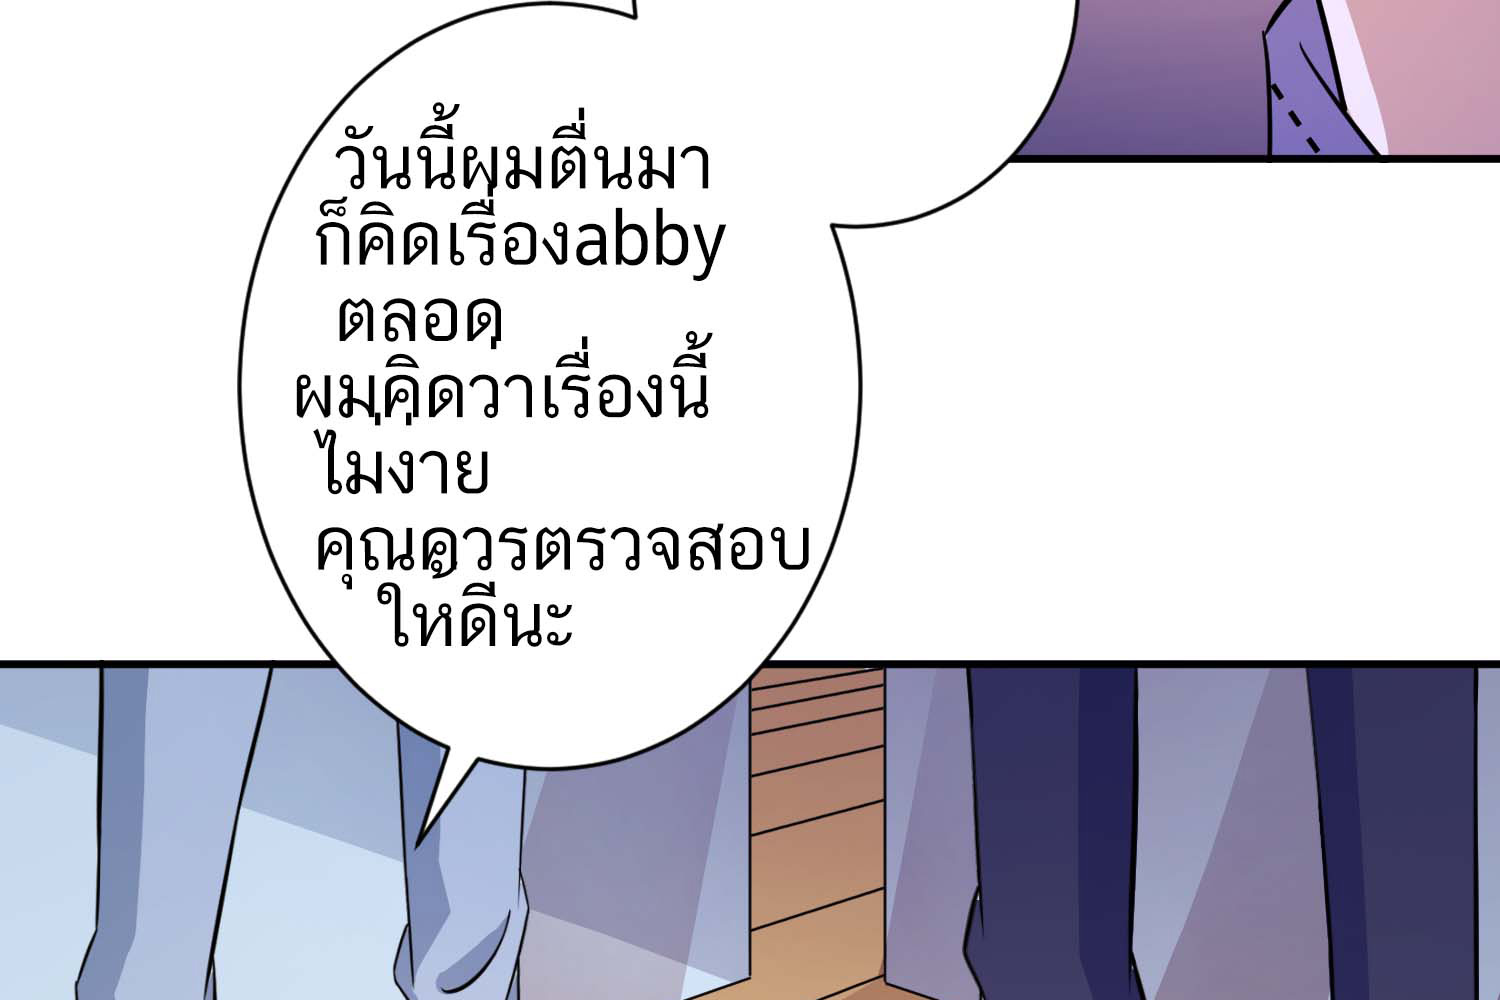 วันนี้ผมตื่นมา
ก็คิดเรื่องabby
ตลอด
ผมคิดว่าเรื่องนี้
ไม่ง่าย
คุณควรตรวจสอบ
ให้ดีนะ